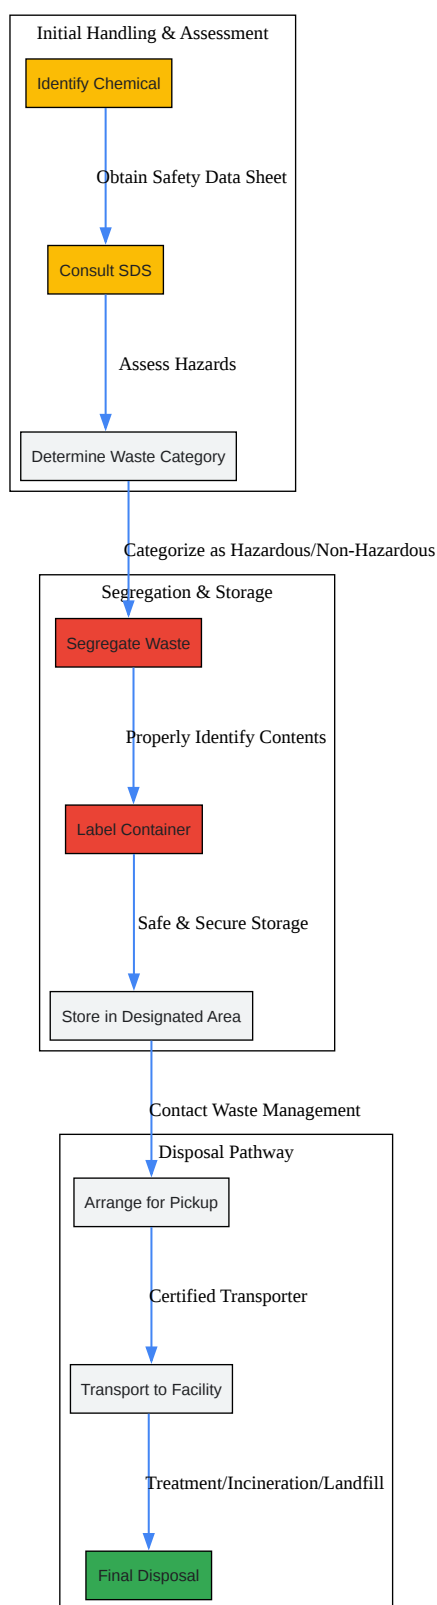 Initial Handling & Assessment
Identify Chemical
Obtain Safety Data Sheet
Consult SDS
Assess Hazards
Determine Waste Category
Categorize as Hazardous/Non-Hazardous
Segregation & Storage
Segregate Waste
Properly Identify Contents
Label Container
Safe & Secure Storage
Store in Designated Area
Contact Waste Management
Disposal Pathway
Arrange for Pickup
Certified Transporter
Transport to Facility
Treatment/Incineration/Landfill
Final Disposal